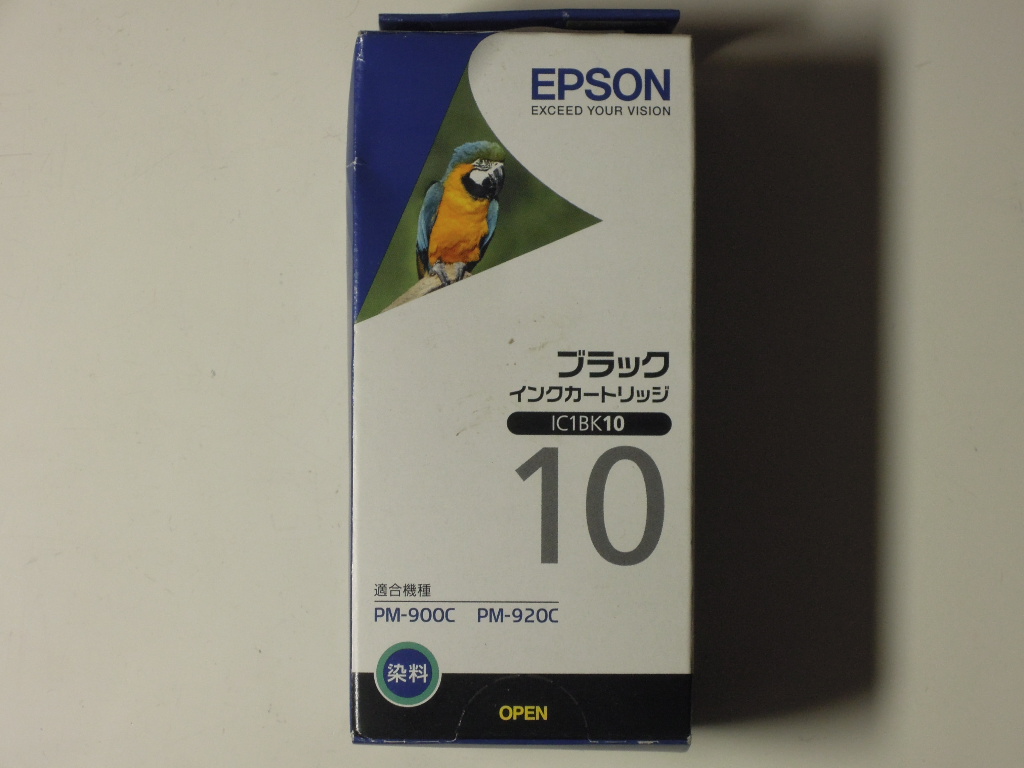 EPSON
EXCEED YOUR VISION
ブラック
インクカートリッジ
IC1BK10
10
適合機種
PM-900C PM-920C
染料
OPEN